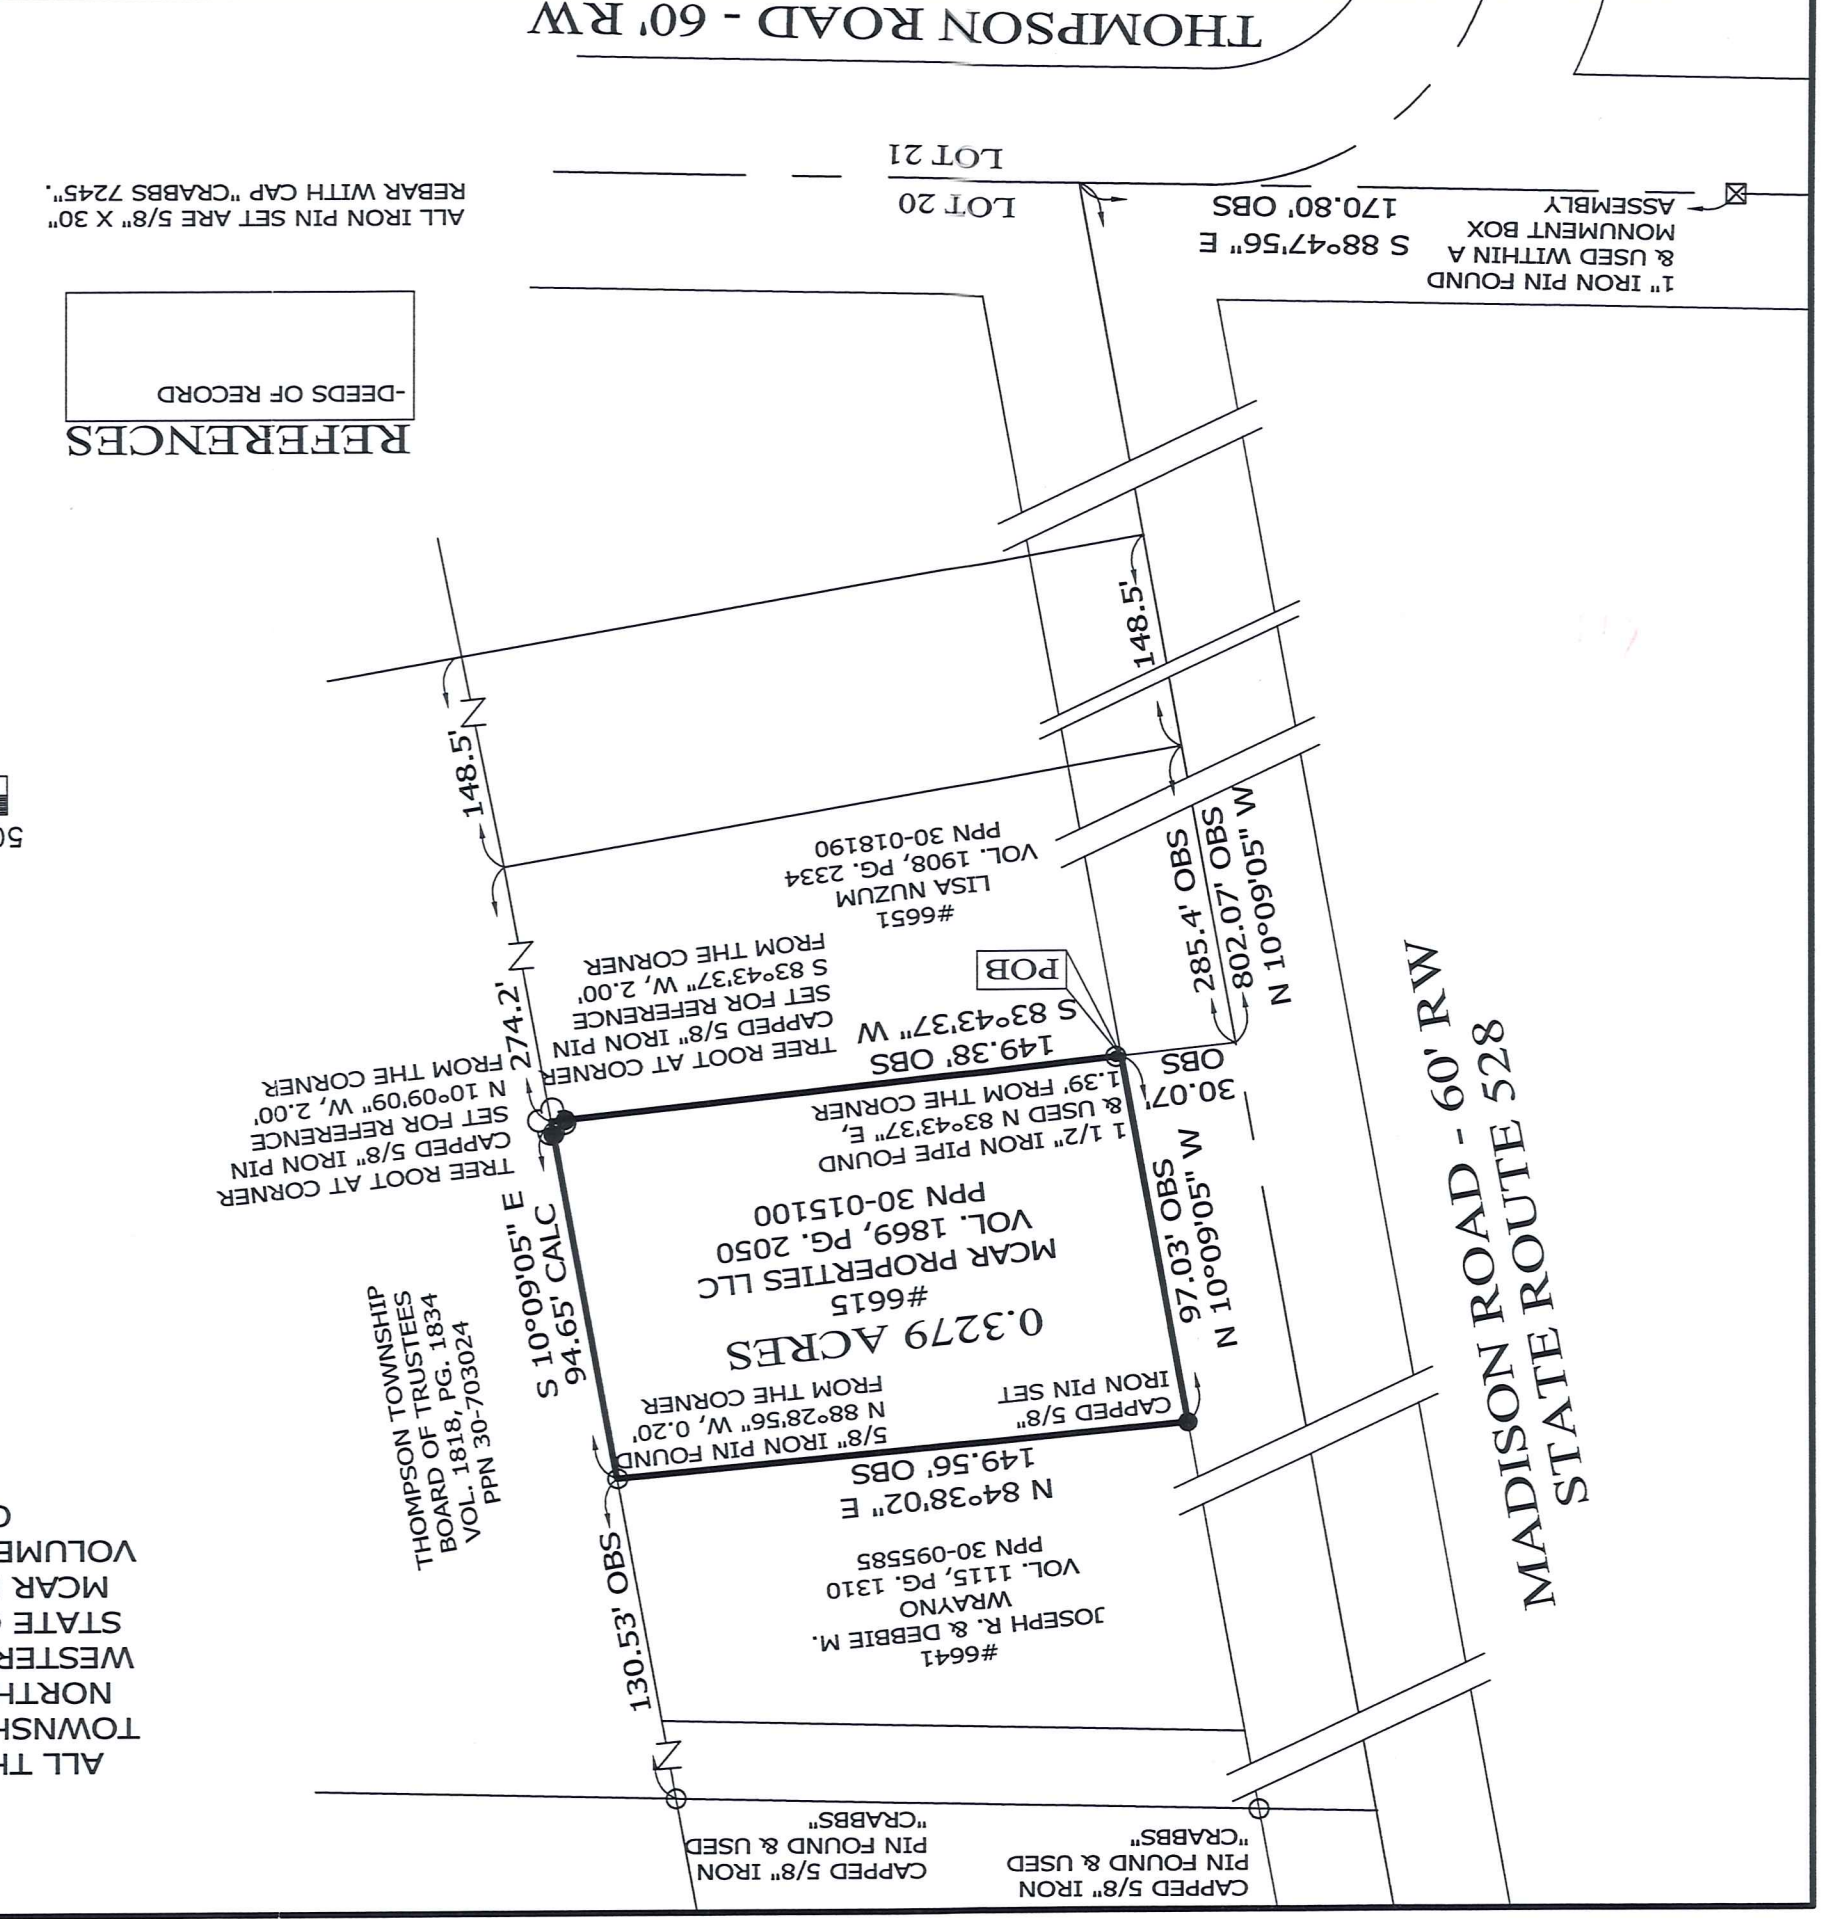 CAPPED 5/8" IRON
PIN FOUND & USED
"CRABBS"
CAPPED 5/8" IRON
PIN FOUND & USED
"CRABBS"
ALL
#6641
JOSEPH R. & DEBBIE M.
WRAYNO
VOL. 1115, PG. 1310
PPN 30-095585
130.53' OBS
N 84°38'02" E
149.56' OBS
CAPPED 5/8"
IRON PIN SET
5/8" IRON PIN FOUND
N 88°28'56" W, 0.20'
FROM THE CORNER
0.3279 ACRES
#6615
MCAR PROPERTIES LLC
VOL. 1869, PG. 2050
PPN 30-015100
MCAR
THOMPSON TOWNSHIP
BOARD OF TRUSTEES
VOL. 1818, PG. 1834
PPN 30-703024
S 10°09'05" E
94.65' CALC
97.03' OBS
N 10°09'05" W
MADISON ROAD - 60' RW
STATE ROUTE 528
1 1/2" IRON PIPE FOUND
& USED N 83°43'37" E,
1.39' FROM THE CORNER
30.07'
OBS
TREE ROOT AT CORNER
CAPPED 5/8" IRON PIN
SET FOR REFERENCE
N 10°09'09" W, 2.00'
FROM THE CORNER
149.38' OBS
S 83°43'37" W
POB
TREE ROOT AT CORNER
CAPPED 5/8" IRON PIN
SET FOR REFERENCE
S 83°43'37" W, 2.00'
FROM THE CORNER
274.2'
#6651
LISA NUZUM
VOL. 1908, PG. 2334
PPN 30-018190
285.4' OBS
802.07' OBS
N 10°09'05" W
148.5'
148.5'
50
REFERENCES
-DEEDS OF RECORD
1" IRON PIN FOUND
& USED WITHIN A
MONUMENT BOX
ASSEMBLY
S 88°47'56" E
170.80' OBS
ALL IRON PIN SET ARE 5/8" X 30"
REBAR WITH CAP "CRABBS 7245".
LOT 20
LOT 21
THOMPSON ROAD - 60' RW